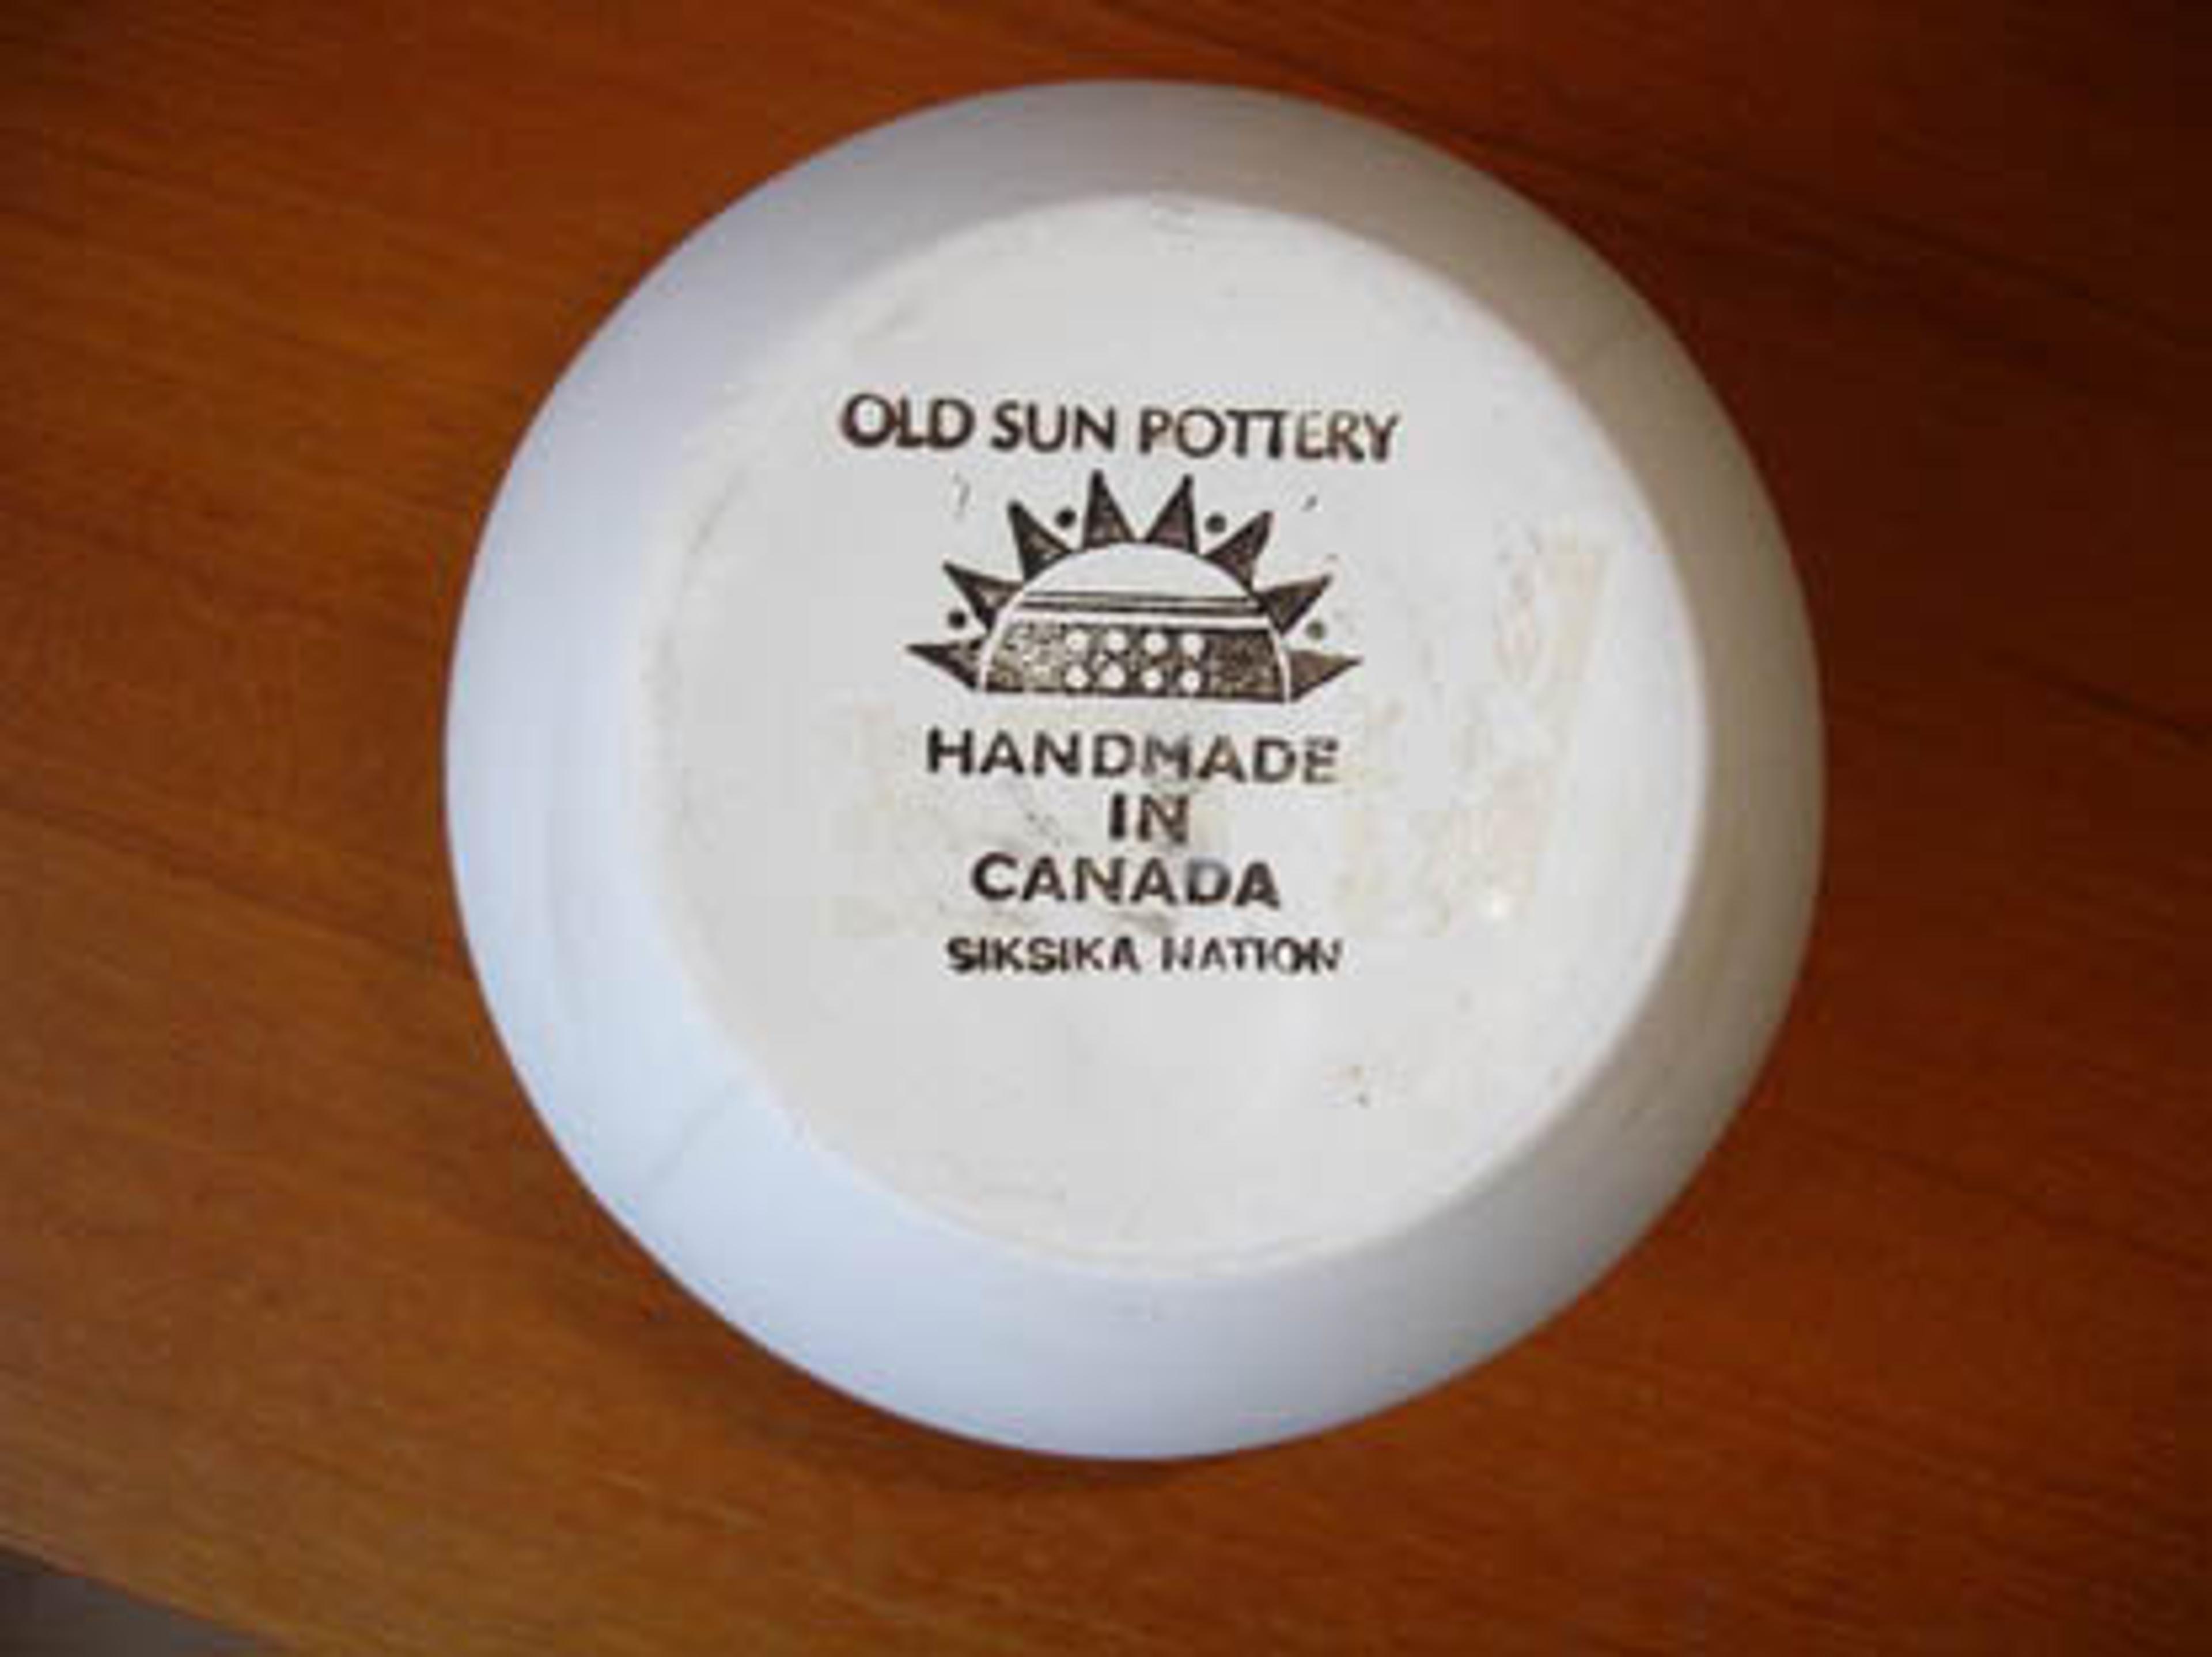 OLD SUN POTTERY
HANDMADE
IN
CANADA
SIKSIKA NATION